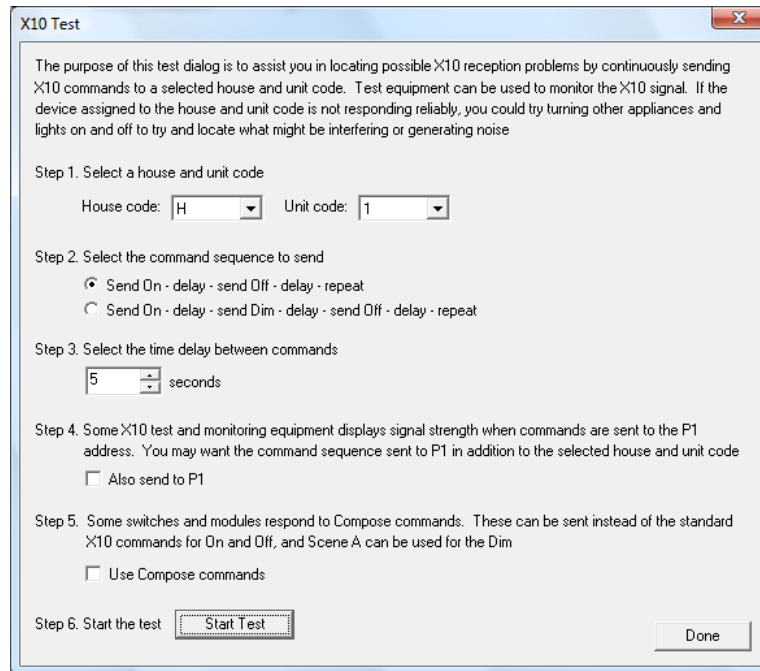 X10 Test
The purpose of this test dialog is to assist you in locating possible X10 reception problems by continuously sending
X10 commands to a selected house and unit code.  Test equipment can be used to monitor the X10 signal.  If the
device assigned to the house and unit code is not responding reliably, you could try turning other appliances and
lights on and off to try and locate what might be interfering or generating noise
Step 1. Select a house and unit code
House code: H Unit code: 1
Step 2. Select the command sequence to send
Send On - delay - send Off - delay - repeat
Send On - delay - send Dim - delay - send Off - delay - repeat
Step 3. Select the time delay between commands
5 seconds
Step 4. Some X10 test and monitoring equipment displays signal strength when commands are sent to the P1
address.  You may want the command sequence sent to P1 in addition to the selected house and unit code
Also send to P1
Step 5.  Some switches and modules respond to Compose commands.  These can be sent instead of the standard
X10 commands for On and Off, and Scene A can be used for the Dim
Use Compose commands
Step 6. Start the test Start Test
Done